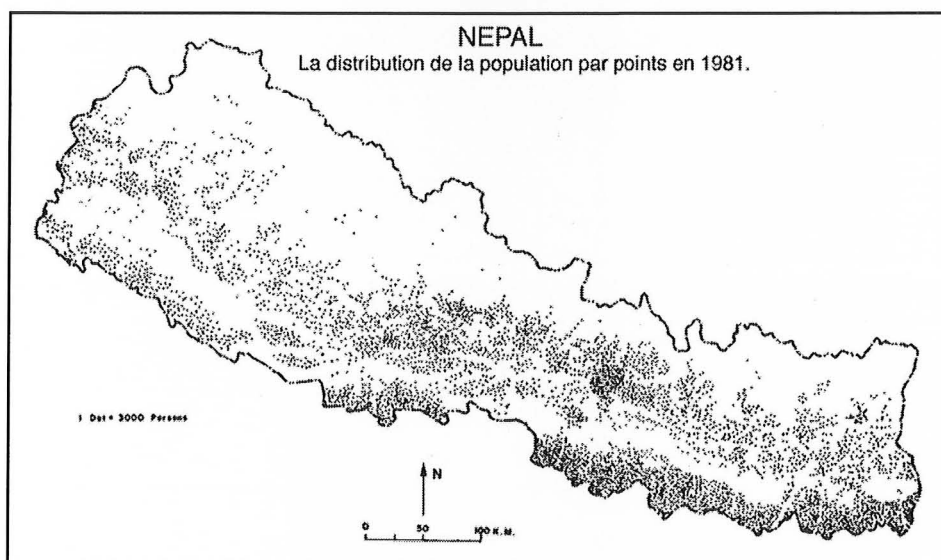 NEPAL
La distribution de la population par points en 1981.
1 Dot = 3000 Persons
N
0 50 100 K.M.